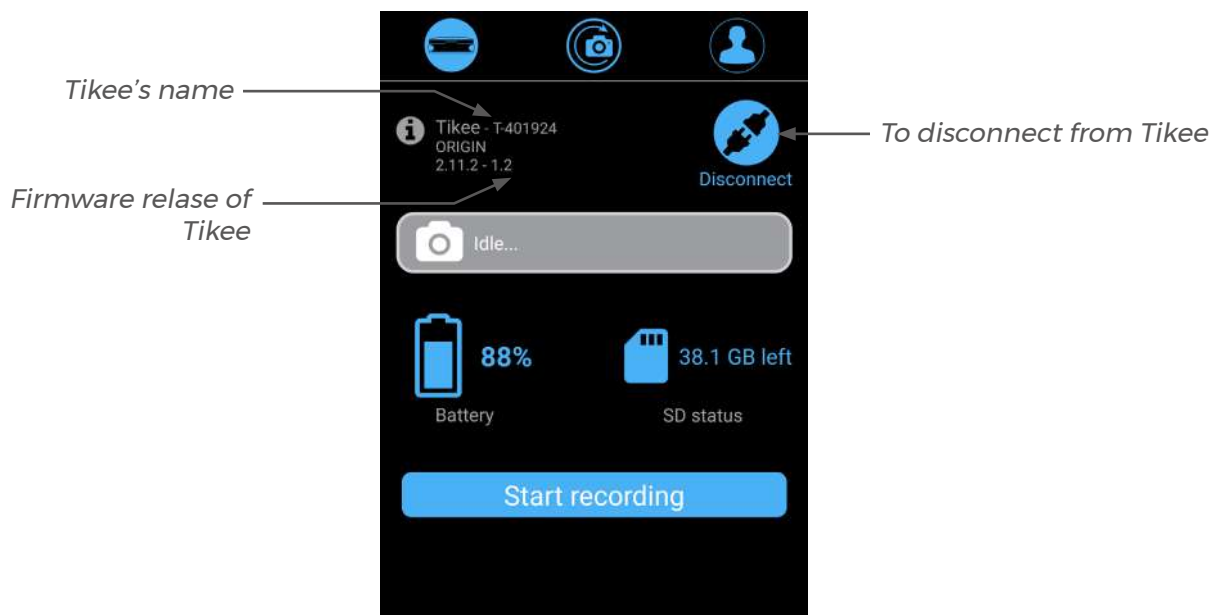 Tikee's name
Tikee - T-401924
ORIGIN
2.11.2 - 1.2
To disconnect from Tikee
Disconnect
Firmware relase of
Tikee
Idle...
88%
38.1 GB left
Battery
SD status
Start recording